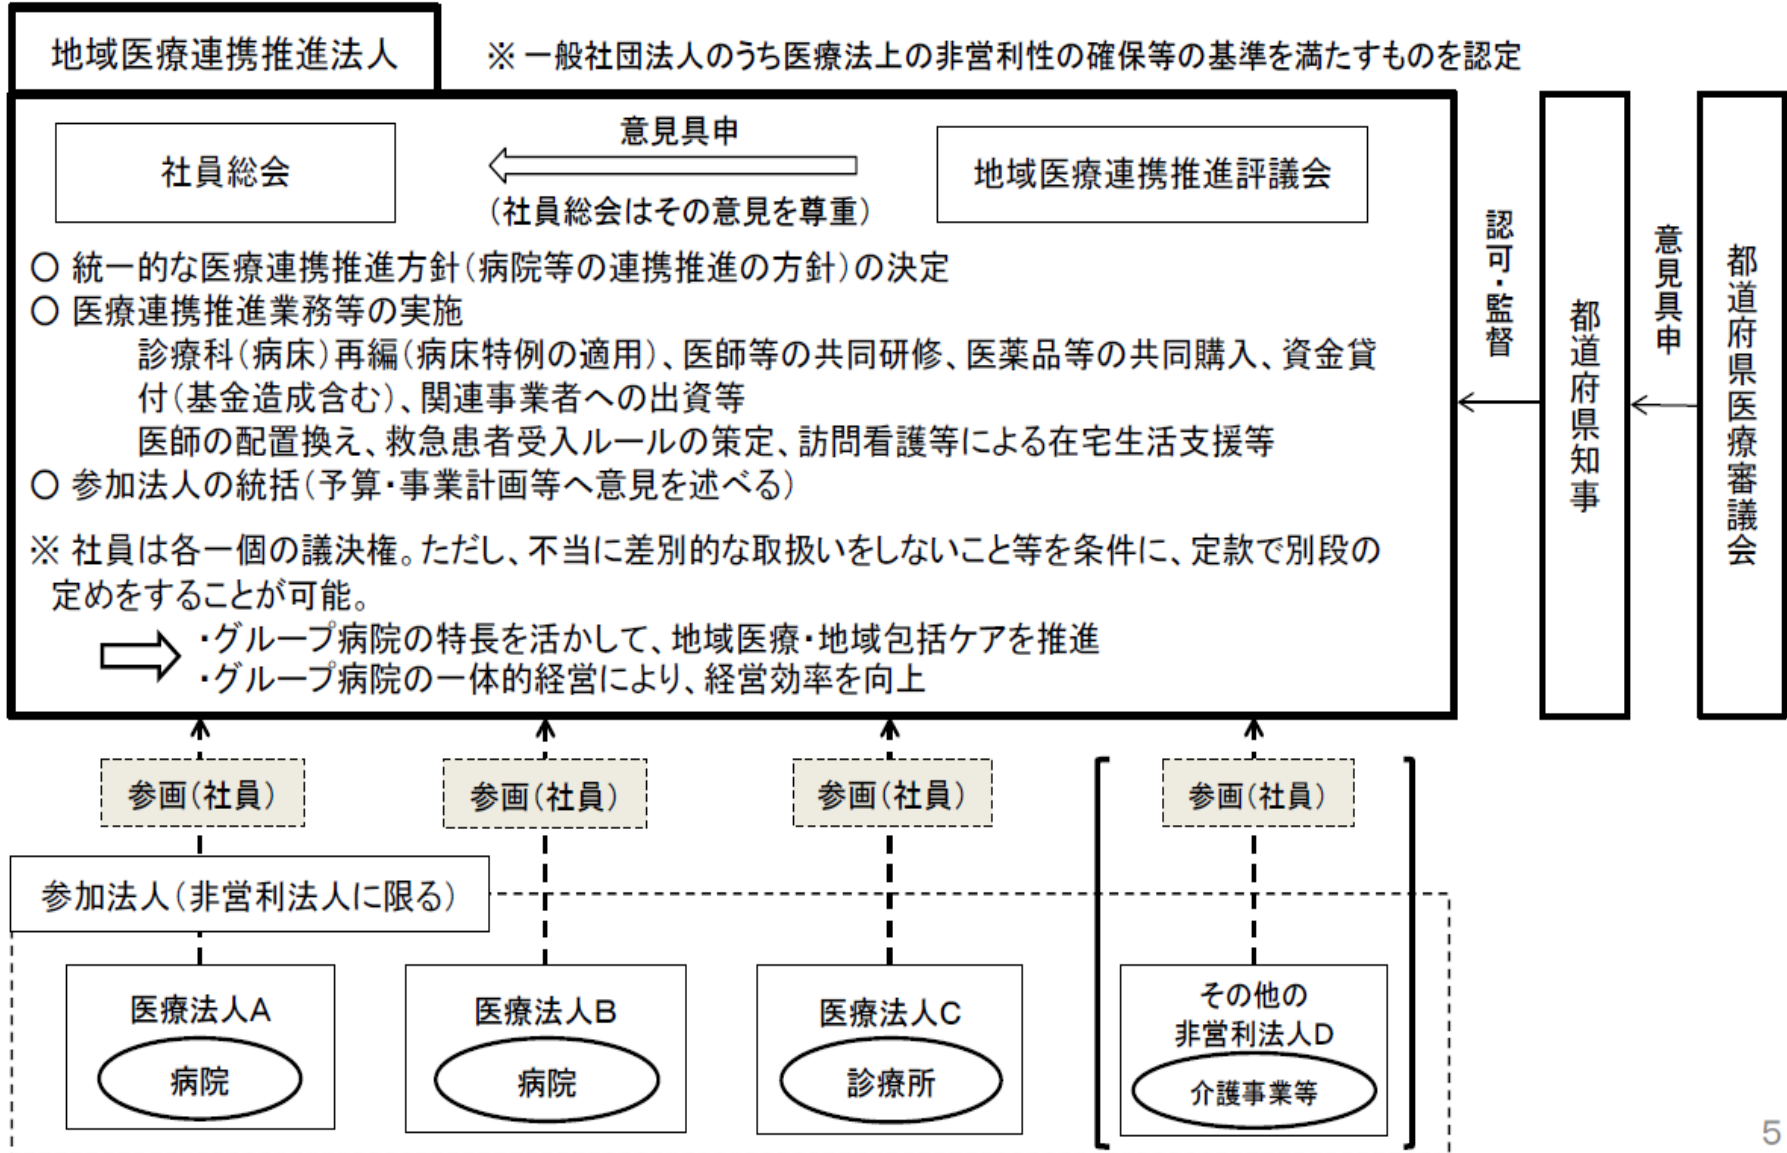 地域医療連携推進法人
※ 一般社団法人のうち医療法上の非営利性の確保等の基準を満たすものを認定
社員総会
意見具申
(社員総会はその意見を尊重)
地域医療連携推進評議会
○ 統一的な医療連携推進方針(病院等の連携推進の方針)の決定
○ 医療連携推進業務等の実施
診療科(病床)再編(病床特例の適用)、医師等の共同研修、医薬品等の共同購入、資金貸
付(基金造成含む)、関連事業者への出資等
医師の配置換え、救急患者受入ルールの策定、訪問看護等による在宅生活支援等
○ 参加法人の統括(予算・事業計画等へ意見を述べる)
※ 社員は各一個の議決権。ただし、不当に差別的な取扱いをしないこと等を条件に、定款で別段の
定めをすることが可能。
・グループ病院の特長を活かして、地域医療・地域包括ケアを推進
・グループ病院の一体的経営により、経営効率を向上
認可・監督
都道府県知事
意見具申
都道府県医療審議会
参画(社員)
参画(社員)
参画(社員)
参画(社員)
参加法人(非営利法人に限る)
医療法人A
病院
医療法人B
病院
医療法人C
診療所
その他の
非営利法人D
介護事業等
5